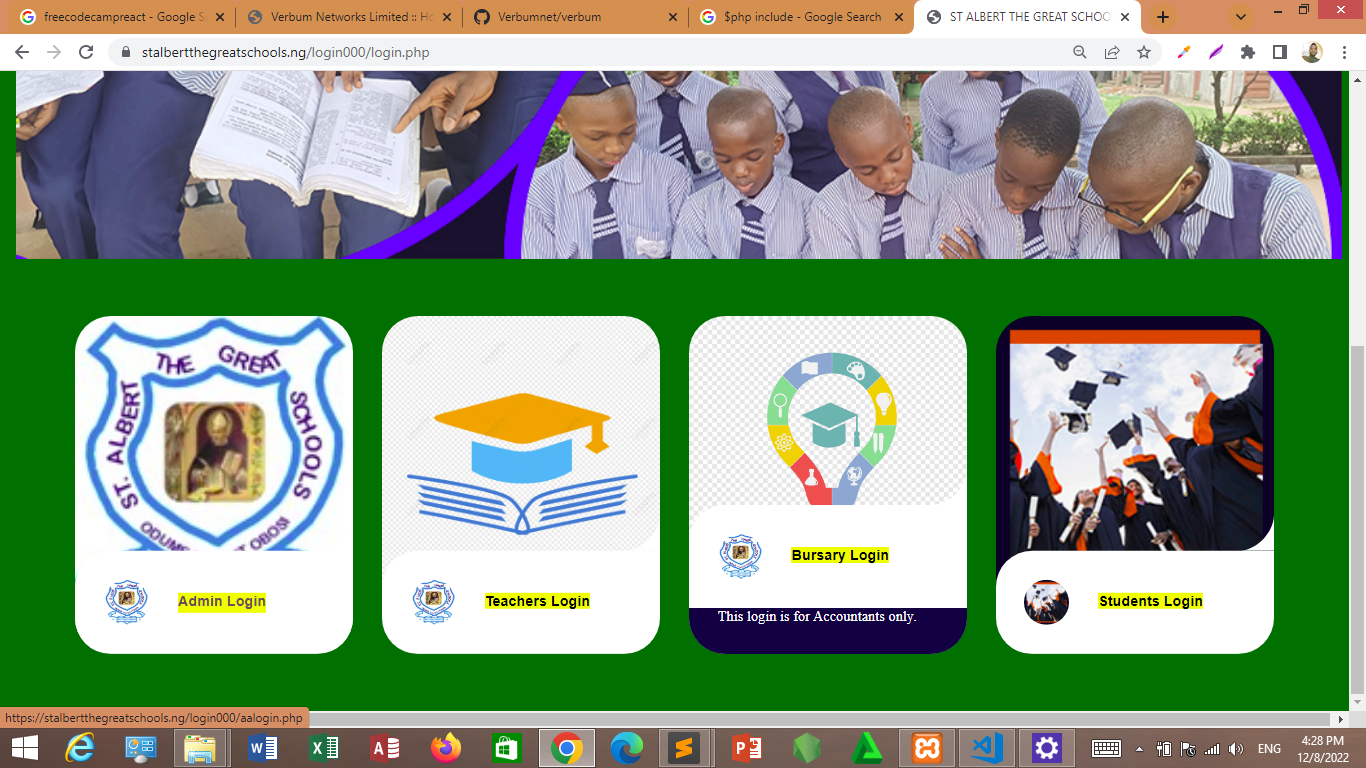 freecodecampreact - Google S
Verbum Networks Limited :: Ho
Verbumnet/verbum
$php include - Google Search
ST ALBERT THE GREAT SCHOO
stalbertthegreatschools.ng/login000/login.php
ST. ALBERT THE GREAT SCHOOLS
OBOSI
Admin Login
Teachers Login
Bursary Login
This login is for Accountants only.
Students Login
https://stalbertthegreatschools.ng/login000/aalogin.php
ENG
4:28 PM
12/8/2022